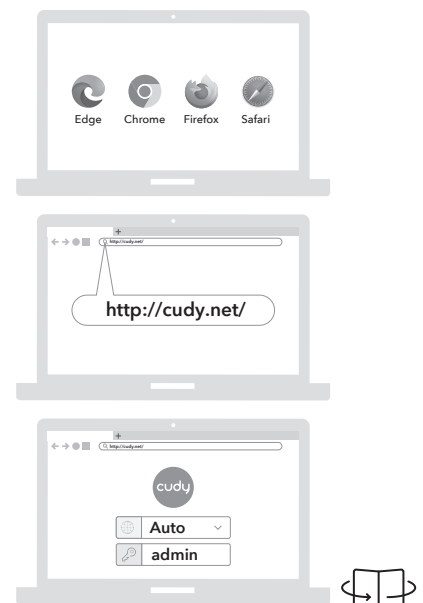 Edge Chrome Firefox Safari
+
http://cudy.net/
http://cudy.net/
+
http://cudy.net/
cudy
Auto
admin